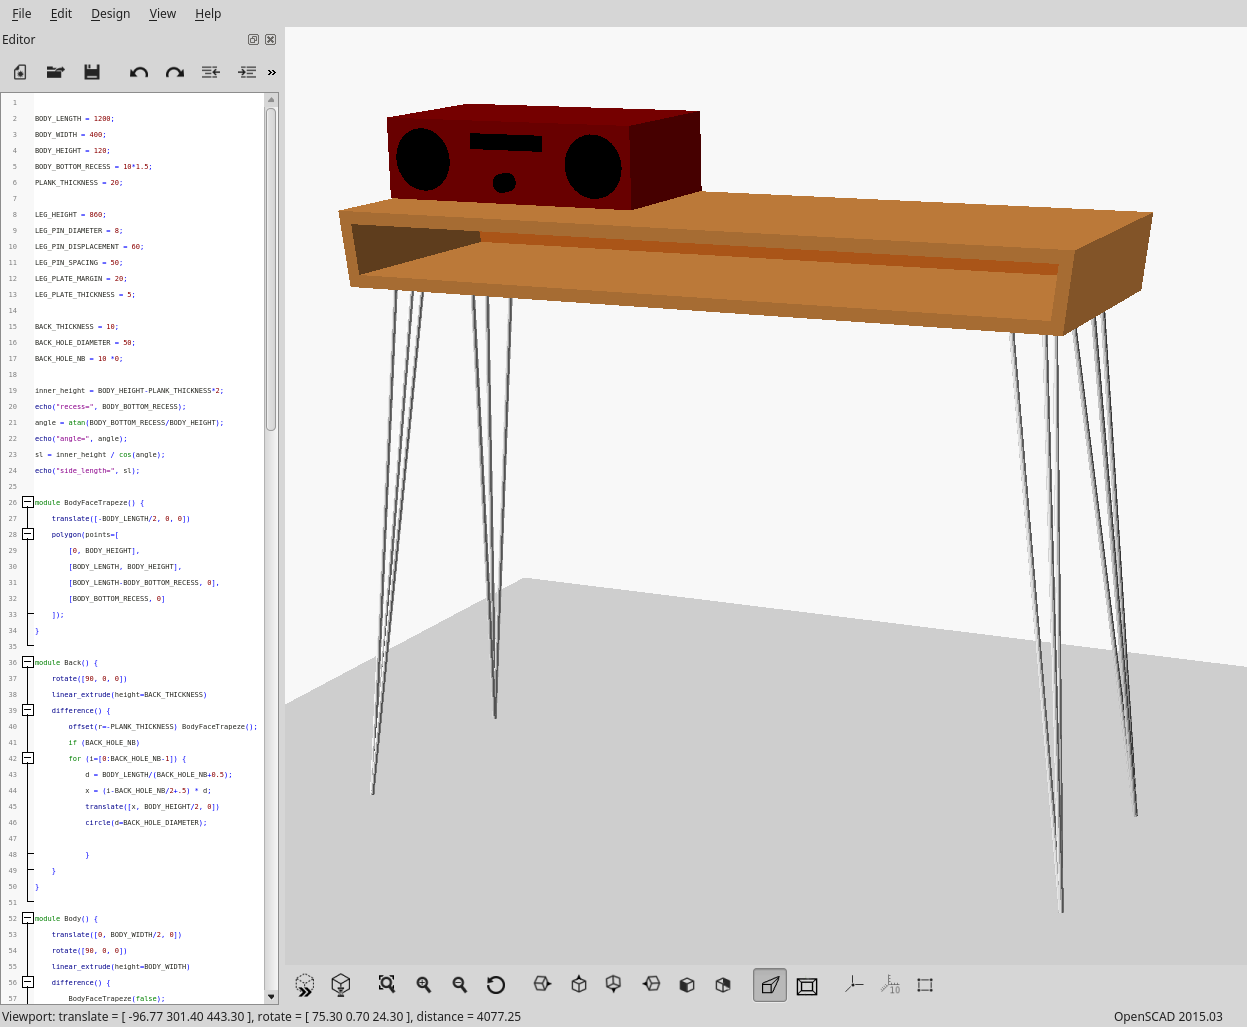 File Edit Design View Help
Editor
»
1
2 BODY_LENGTH = 1200;
3 BODY_WIDTH = 400;
4 BODY_HEIGHT = 120;
5 BODY_BOTTOM_RECESS = 10*1.5;
6 PLANK_THICKNESS = 20;
7
8 LEG_HEIGHT = 860;
9 LEG_PIN_DIAMETER = 8;
10 LEG_PIN_DISPLACEMENT = 60;
11 LEG_PIN_SPACING = 50;
12 LEG_PLATE_MARGIN = 20;
13 LEG_PLATE_THICKNESS = 5;
14
15 BACK_THICKNESS = 10;
16 BACK_HOLE_DIAMETER = 50;
17 BACK_HOLE_NB = 10 *0;
18
19 inner_height = BODY_HEIGHT-PLANK_THICKNESS*2;
20 echo("recess=", BODY_BOTTOM_RECESS);
21 angle = atan(BODY_BOTTOM_RECESS/BODY_HEIGHT);
22 echo("angle=", angle);
23 sl = inner_height / cos(angle);
24 echo("side_length=", sl);
25
26 module BodyFaceTrapeze() {
27 translate([-BODY_LENGTH/2, 0, 0])
28 polygon(points=[
29 [0, BODY_HEIGHT],
30 [BODY_LENGTH, BODY_HEIGHT],
31 [BODY_LENGTH-BODY_BOTTOM_RECESS, 0],
32 [BODY_BOTTOM_RECESS, 0]
33 ]);
34 }
35
36 module Back() {
37 rotate([90, 0, 0])
38 linear_extrude(height=BACK_THICKNESS)
39 difference() {
40 offset(r=-PLANK_THICKNESS) BodyFaceTrapeze();
41 if (BACK_HOLE_NB)
42 for (i=[0:BACK_HOLE_NB-1]) {
43 d = BODY_LENGTH/(BACK_HOLE_NB+0.5);
44 x = (i-BACK_HOLE_NB/2+.5) * d;
45 translate([x, BODY_HEIGHT/2, 0])
46 circle(d=BACK_HOLE_DIAMETER);
47
48 }
49 }
50 }
51
52 module Body() {
53 translate([0, BODY_WIDTH/2, 0])
54 rotate([90, 0, 0])
55 linear_extrude(height=BODY_WIDTH)
56 difference() {
57 BodyFaceTrapeze(false);
10
Viewport: translate = [ -96.77 301.40 443.30 ], rotate = [ 75.30 0.70 24.30 ], distance = 4077.25 OpenSCAD 2015.03